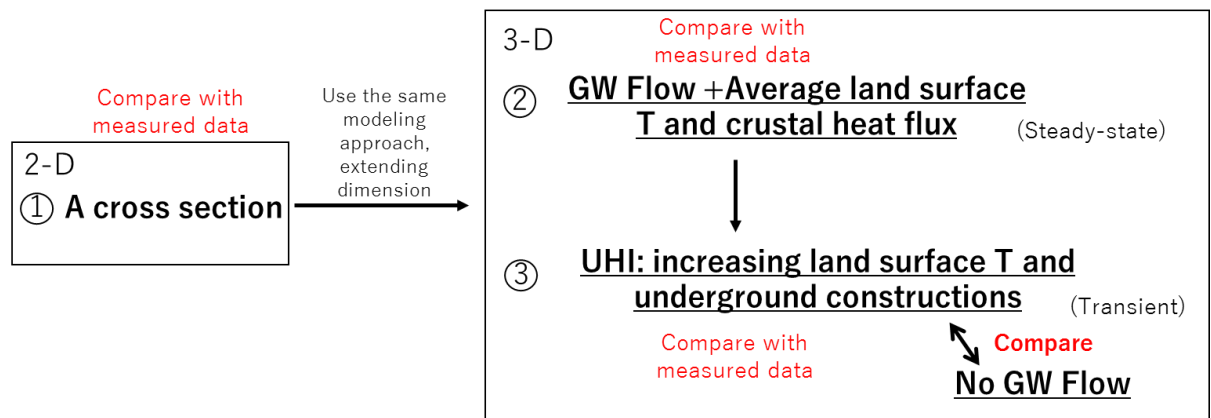 Compare with
measured data
2-D
① A cross section
Use the same
modeling
approach,
extending
dimension
3-D
Compare with
measured data
② GW Flow +Average land surface
T and crustal heat flux
(Steady-state)
③ UHI: increasing land surface T and
underground constructions
(Transient)
Compare with
measured data
Compare
No GW Flow